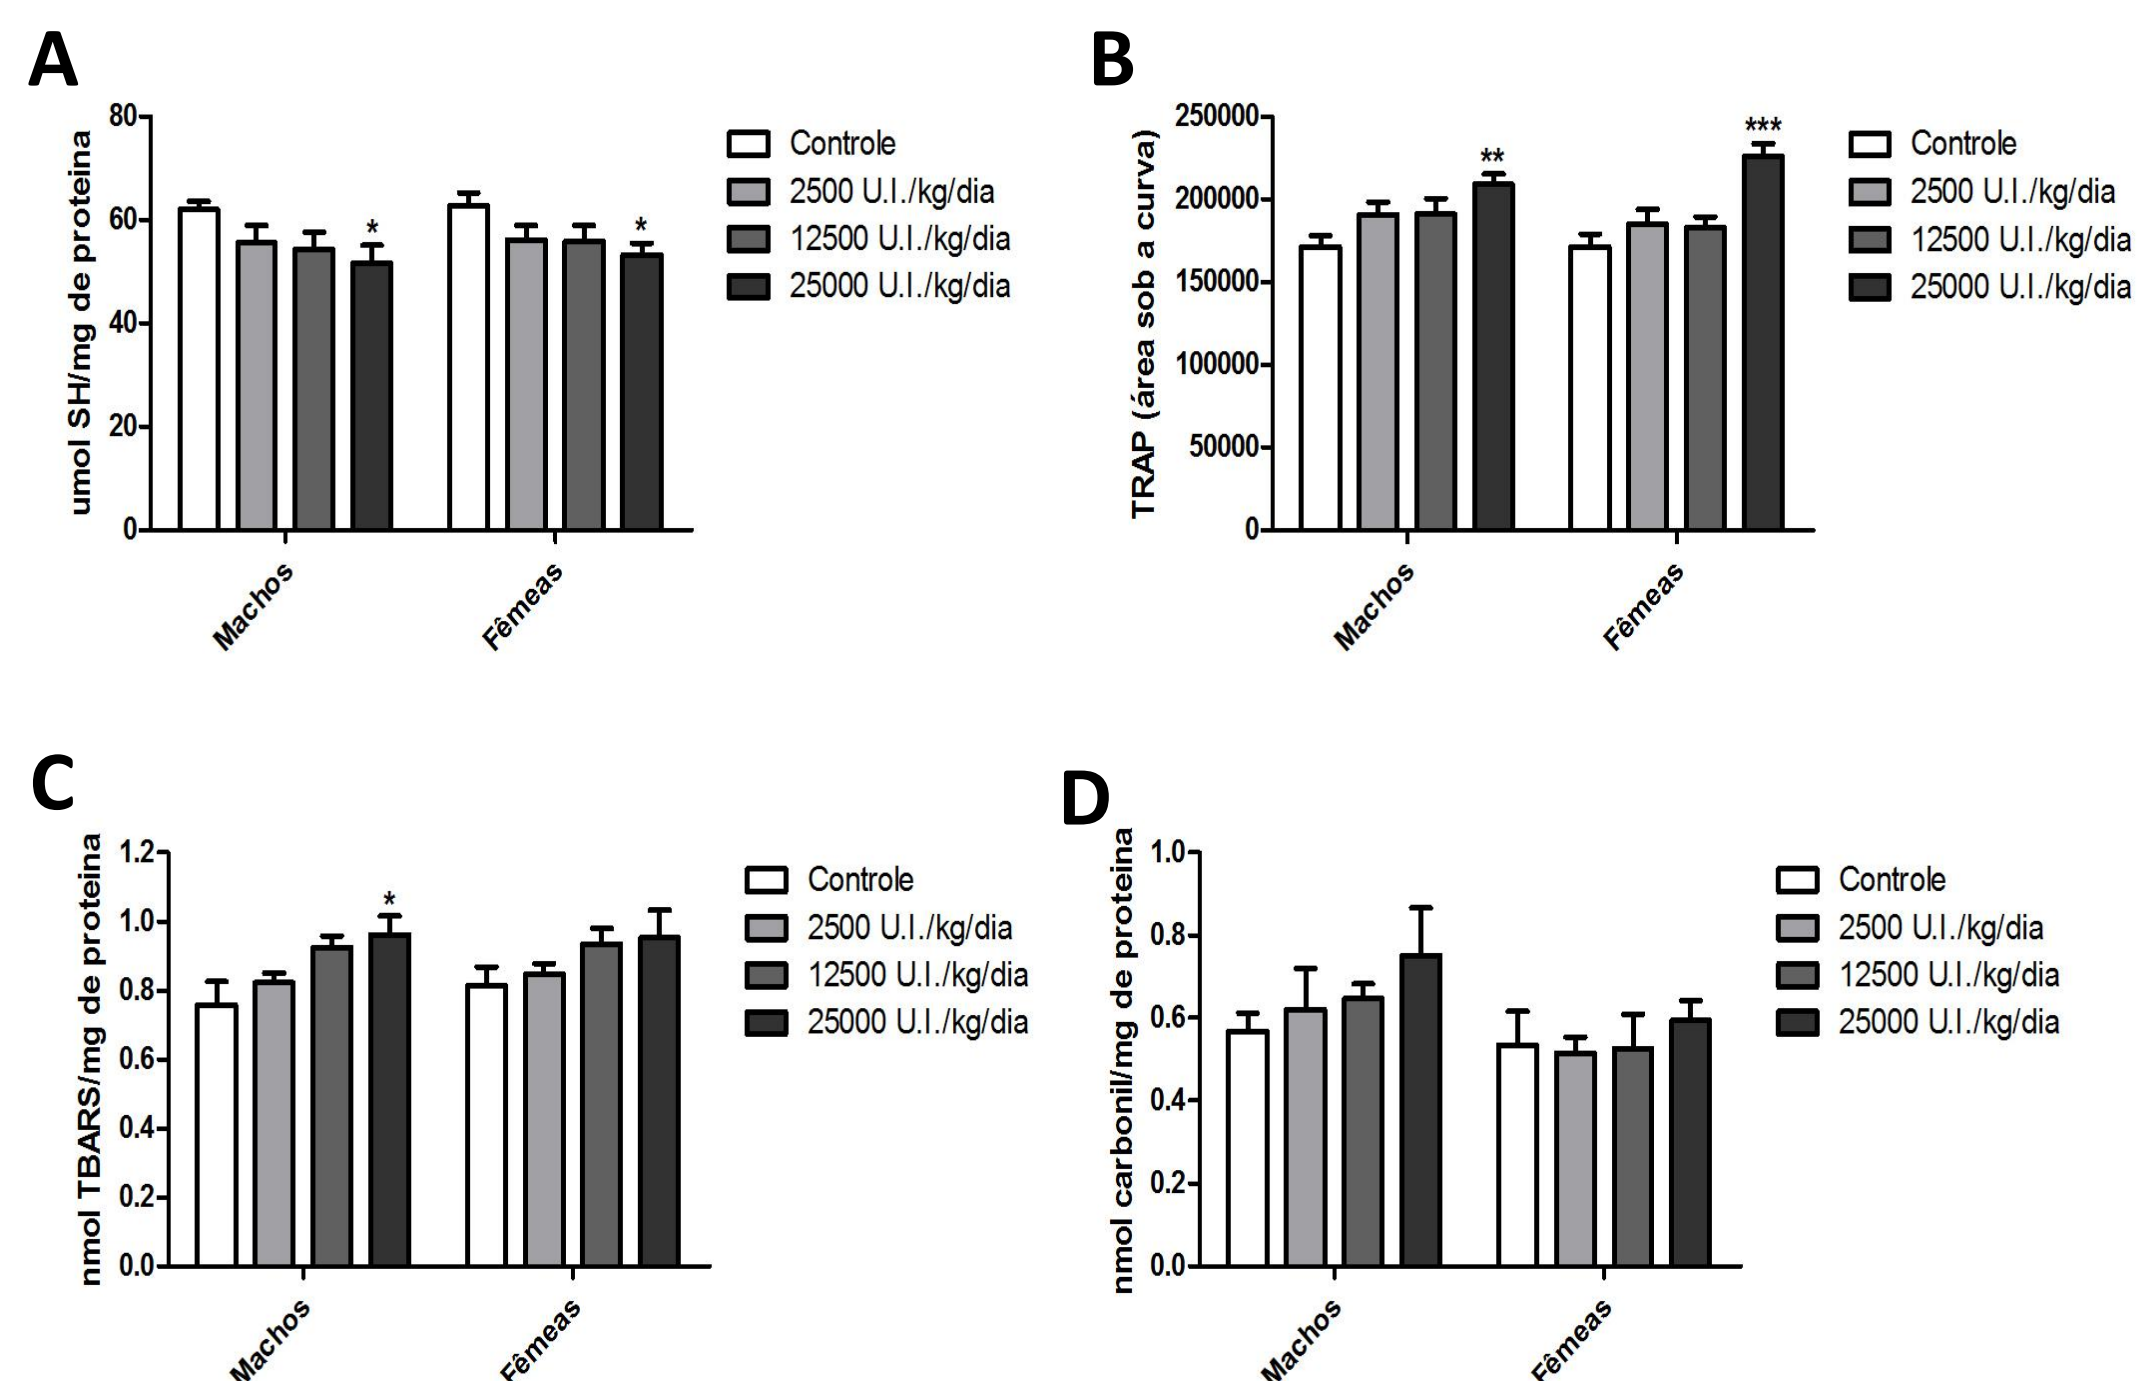 A
umol SH/mg de proteina
80
60
40
20
0
*
*
Machos
Fêmeas
Controle
2500 U.I./kg/dia
12500 U.I./kg/dia
25000 U.I./kg/dia
B
TRAP (área sob a curva)
250000
200000
150000
100000
50000
0
**
***
Machos
Fêmeas
Controle
2500 U.I./kg/dia
12500 U.I./kg/dia
25000 U.I./kg/dia
C
nmol TBARS/mg de proteina
1.2
1.0
0.8
0.6
0.4
0.2
0.0
*
Machos
Fêmeas
Controle
2500 U.I./kg/dia
12500 U.I./kg/dia
25000 U.I./kg/dia
D
nmol carbonil/mg de proteina
1.0
0.8
0.6
0.4
0.2
0.0
Machos
Fêmeas
Controle
2500 U.I./kg/dia
12500 U.I./kg/dia
25000 U.I./kg/dia